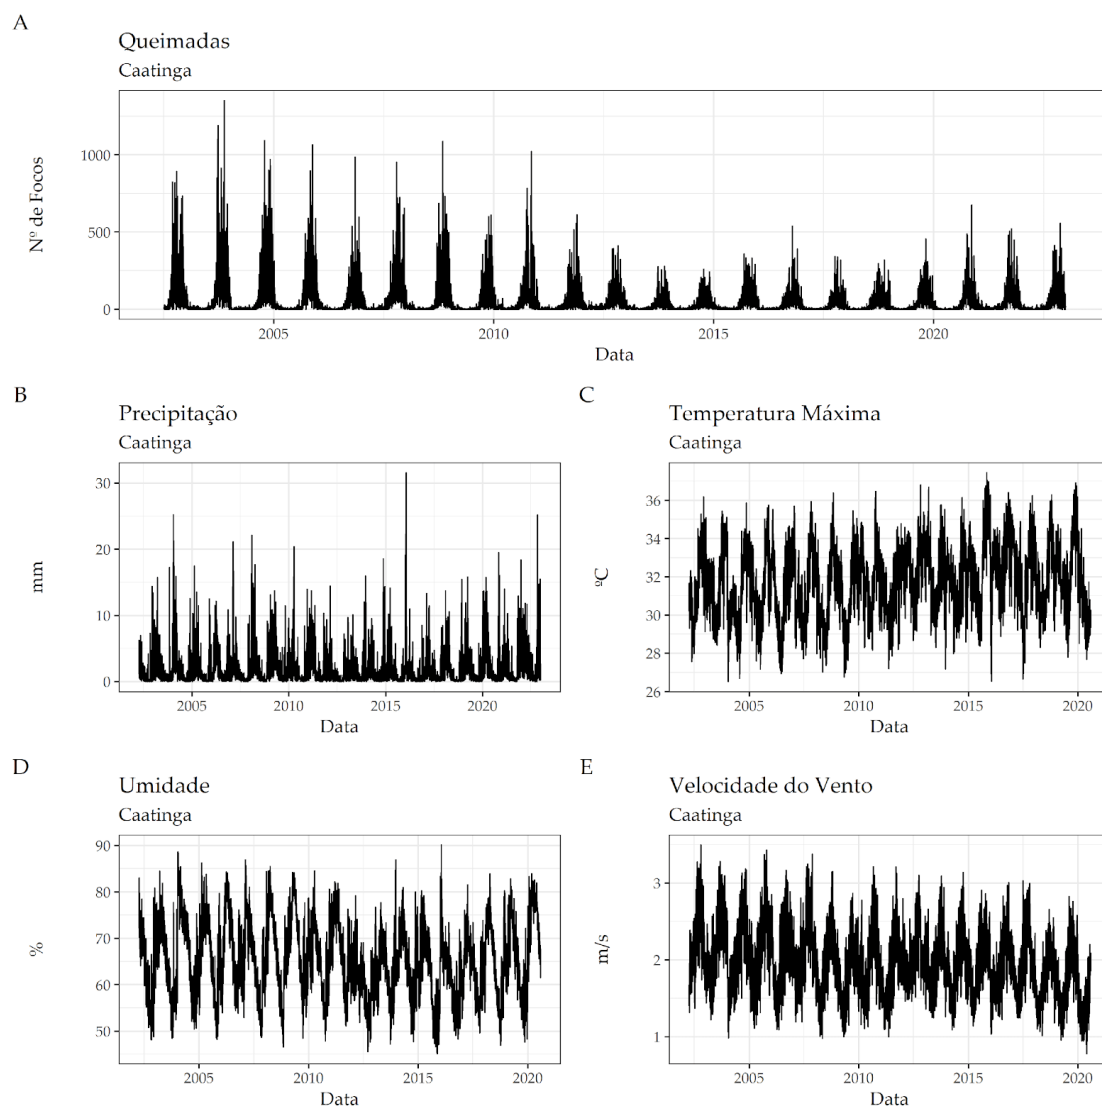 A
Queimadas
Caatinga
Nº de Focos
1000
500
0
2005
2010
2015
2020
Data
B
Precipitação
Caatinga
mm
30
20
10
0
2005
2010
2015
2020
Data
C
Temperatura Máxima
Caatinga
ºC
36
34
32
30
28
26
2005
2010
2015
2020
Data
D
Umidade
Caatinga
%
90
80
70
60
50
2005
2010
2015
2020
Data
E
Velocidade do Vento
Caatinga
m/s
3
2
1
2005
2010
2015
2020
Data